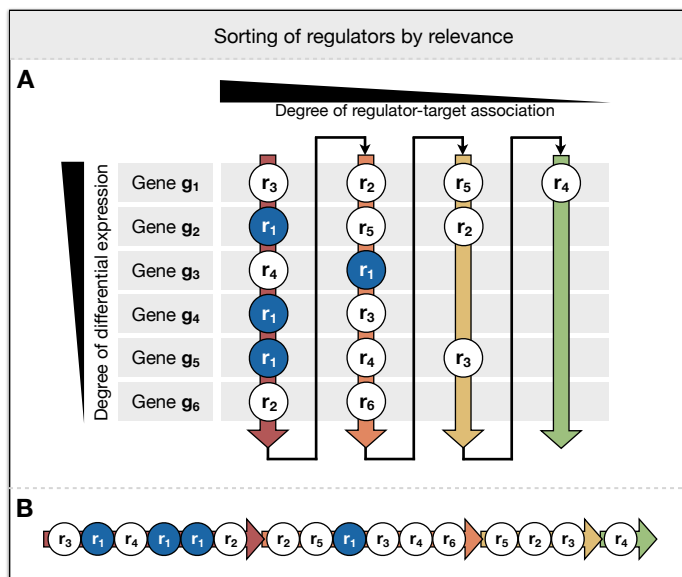 Sorting of regulators by relevance
A
Degree of regulator-target association
Degree of differential expression
Gene g1 r3 r2 r5 r4
Gene g2 r1 r5 r2
Gene g3 r4 r1
Gene g4 r1 r3
Gene g5 r1 r4 r3
Gene g6 r2 r6
B
r3 r1 r4 r1 r1 r2 r2 r5 r1 r3 r4 r6 r5 r2 r3 r4